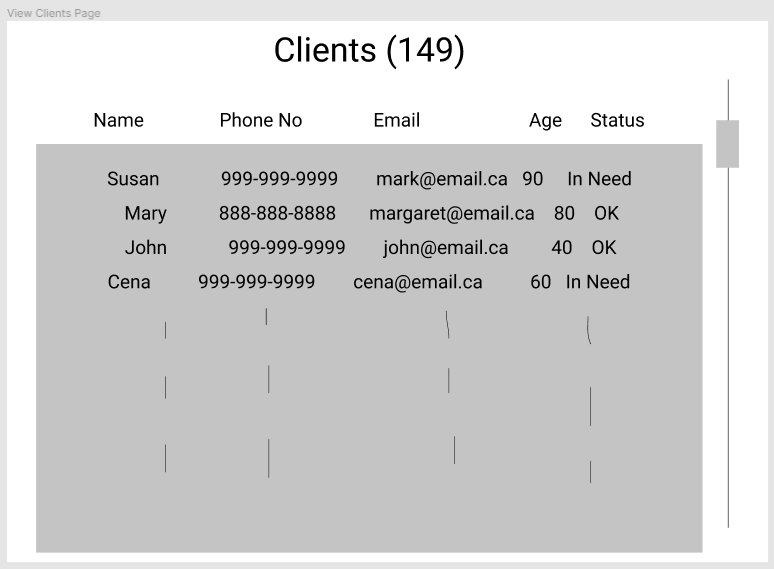 View Clients Page
Clients (149)
Name Phone No Email Age Status
Susan 999-999-9999 mark@email.ca 90 In Need
Mary 888-888-8888 margaret@email.ca 80 OK
John 999-999-9999 john@email.ca 40 OK
Cena 999-999-9999 cena@email.ca 60 In Need